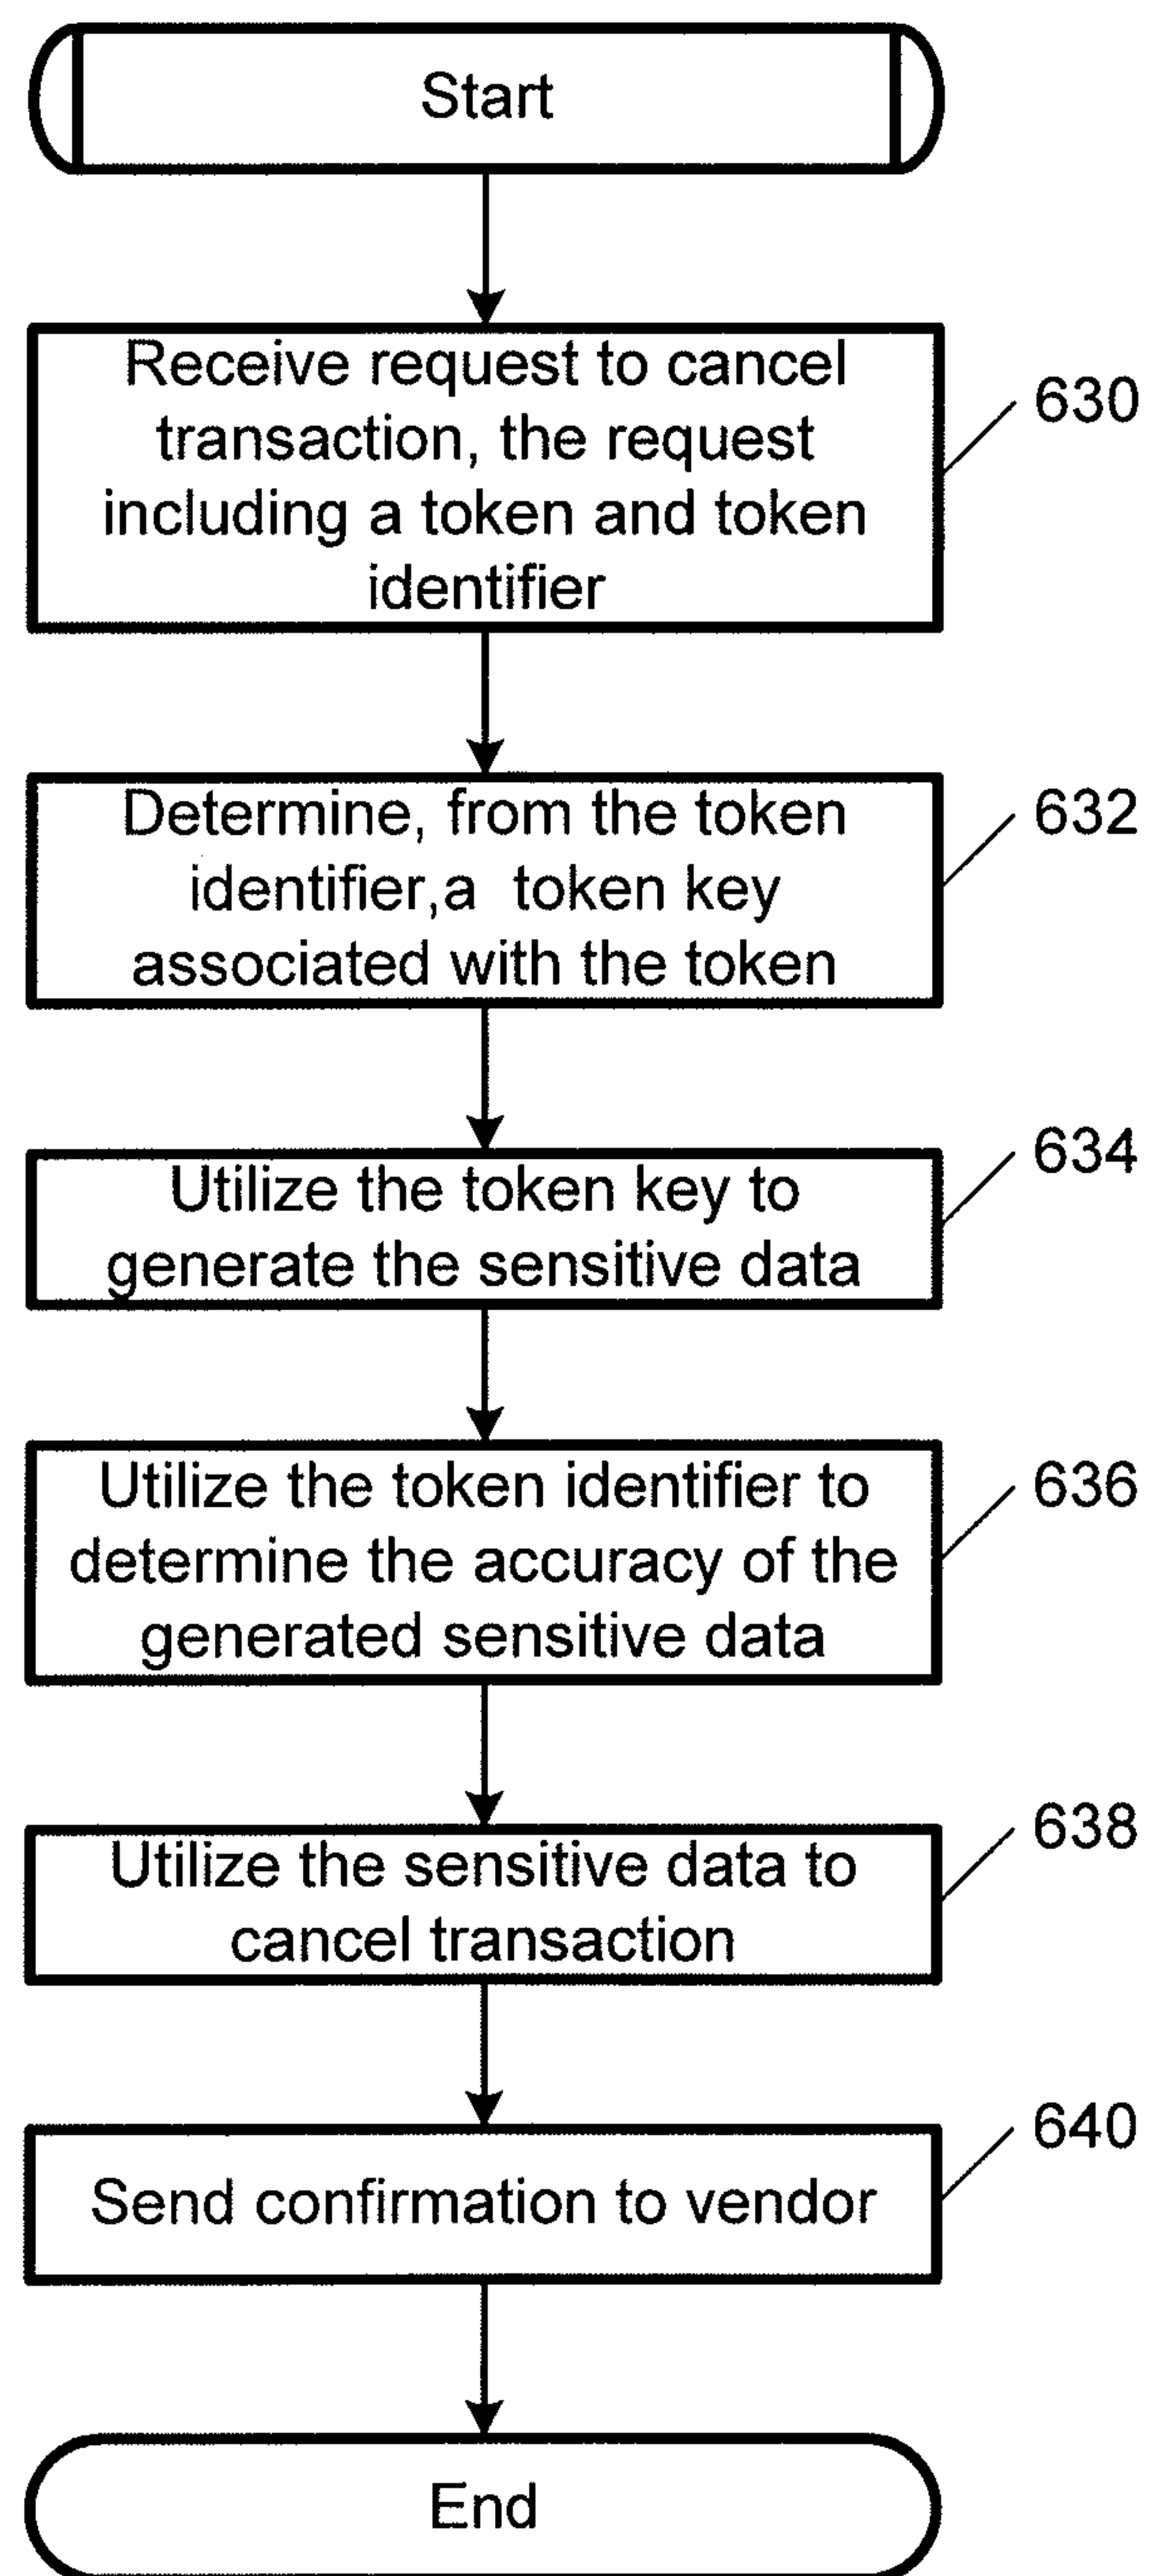 Start
Receive request to cancel
transaction, the request
including a token and token
identifier
630
Determine, from the token
identifier,a  token key
associated with the token
632
Utilize the token key to
generate the sensitive data
634
Utilize the token identifier to
determine the accuracy of the
generated sensitive data
636
Utilize the sensitive data to
cancel transaction
638
Send confirmation to vendor
640
End